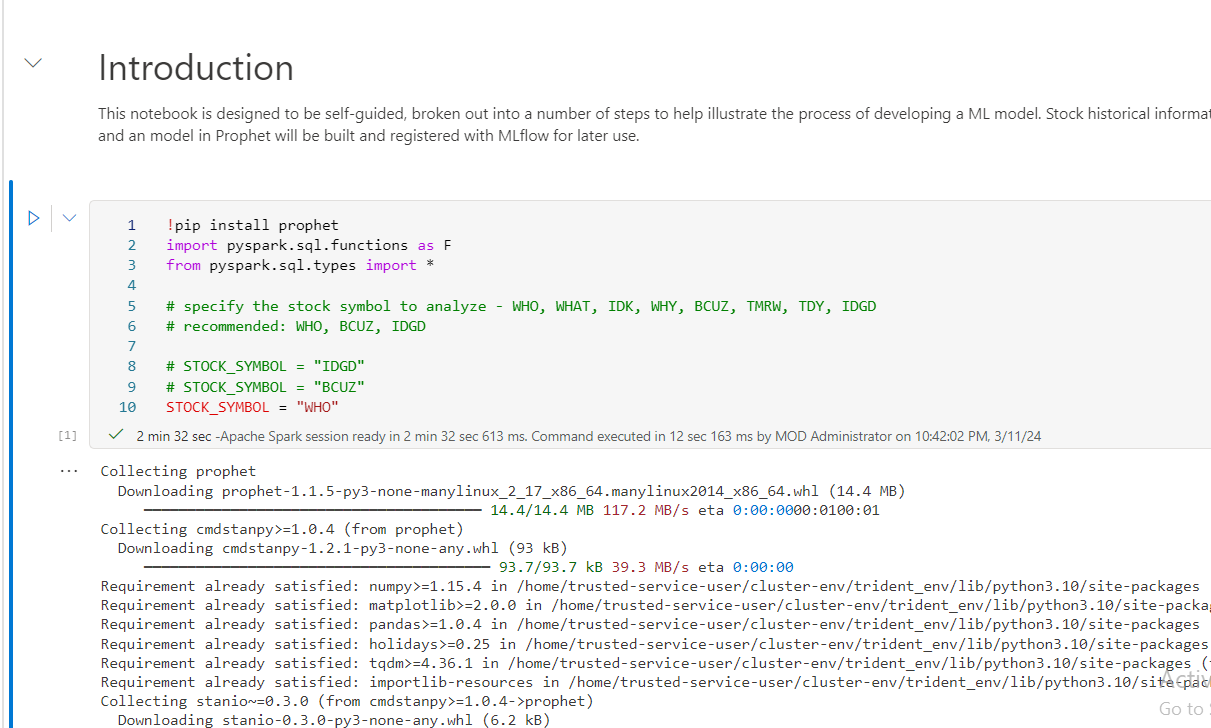 Introduction
This notebook is designed to be self-guided, broken out into a number of steps to help illustrate the process of developing a ML model. Stock historical
and an model in Prophet will be built and registered with MLflow for later use.
1 !pip install prophet
2 import pyspark.sql.functions as F
3 from pyspark.sql.types import *
4
5 # specify the stock symbol to analyze - WHO, WHAT, IDK, WHY, BCUZ, TMRW, TDY, IDGD
6 # recommended: WHO, BCUZ, IDGD
7
8 # STOCK_SYMBOL = "IDGD"
9 # STOCK_SYMBOL = "BCUZ"
10 STOCK_SYMBOL = "WHO"
[1] 2 min 32 sec -Apache Spark session ready in 2 min 32 sec 613 ms. Command executed in 12 sec 163 ms by MOD Administrator on 10:42:02 PM, 3/11/24
... Collecting prophet
Downloading prophet-1.1.5-py3-none-manylinux_2_17_x86_64.manylinux2014_x86_64.whl (14.4 MB)
14.4/14.4 MB 117.2 MB/s eta 0:00:0000:0100:01
Collecting cmdstanpy>=1.0.4 (from prophet)
Downloading cmdstanpy-1.2.1-py3-none-any.whl (93 kB)
93.7/93.7 kB 39.3 MB/s eta 0:00:00
Requirement already satisfied: numpy>=1.15.4 in /home/trusted-service-user/cluster-env/trident_env/lib/python3.10/site-packages
Requirement already satisfied: matplotlib>=2.0.0 in /home/trusted-service-user/cluster-env/trident_env/lib/python3.10/site-packa
Requirement already satisfied: pandas>=1.0.4 in /home/trusted-service-user/cluster-env/trident_env/lib/python3.10/site-packages
Requirement already satisfied: holidays>=0.25 in /home/trusted-service-user/cluster-env/trident_env/lib/python3.10/site-packages
Requirement already satisfied: tqdm>=4.36.1 in /home/trusted-service-user/cluster-env/trident_env/lib/python3.10/site-packages (
Requirement already satisfied: importlib-resources in /home/trusted-service-user/cluster-env/trident_env/lib/python3.10/site-pac
Collecting stanio~=0.3.0 (from cmdstanpy>=1.0.4->prophet)
Downloading stanio-0.3.0-py3-none-any.whl (6.2 kB)
Activ
Go to